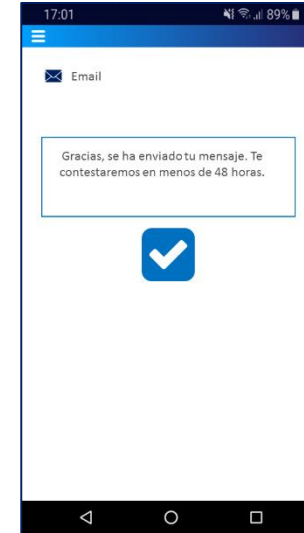 17:01 89%
Email
Gracias, se ha enviado tu mensaje. Te
contestaremos en menos de 48 horas.